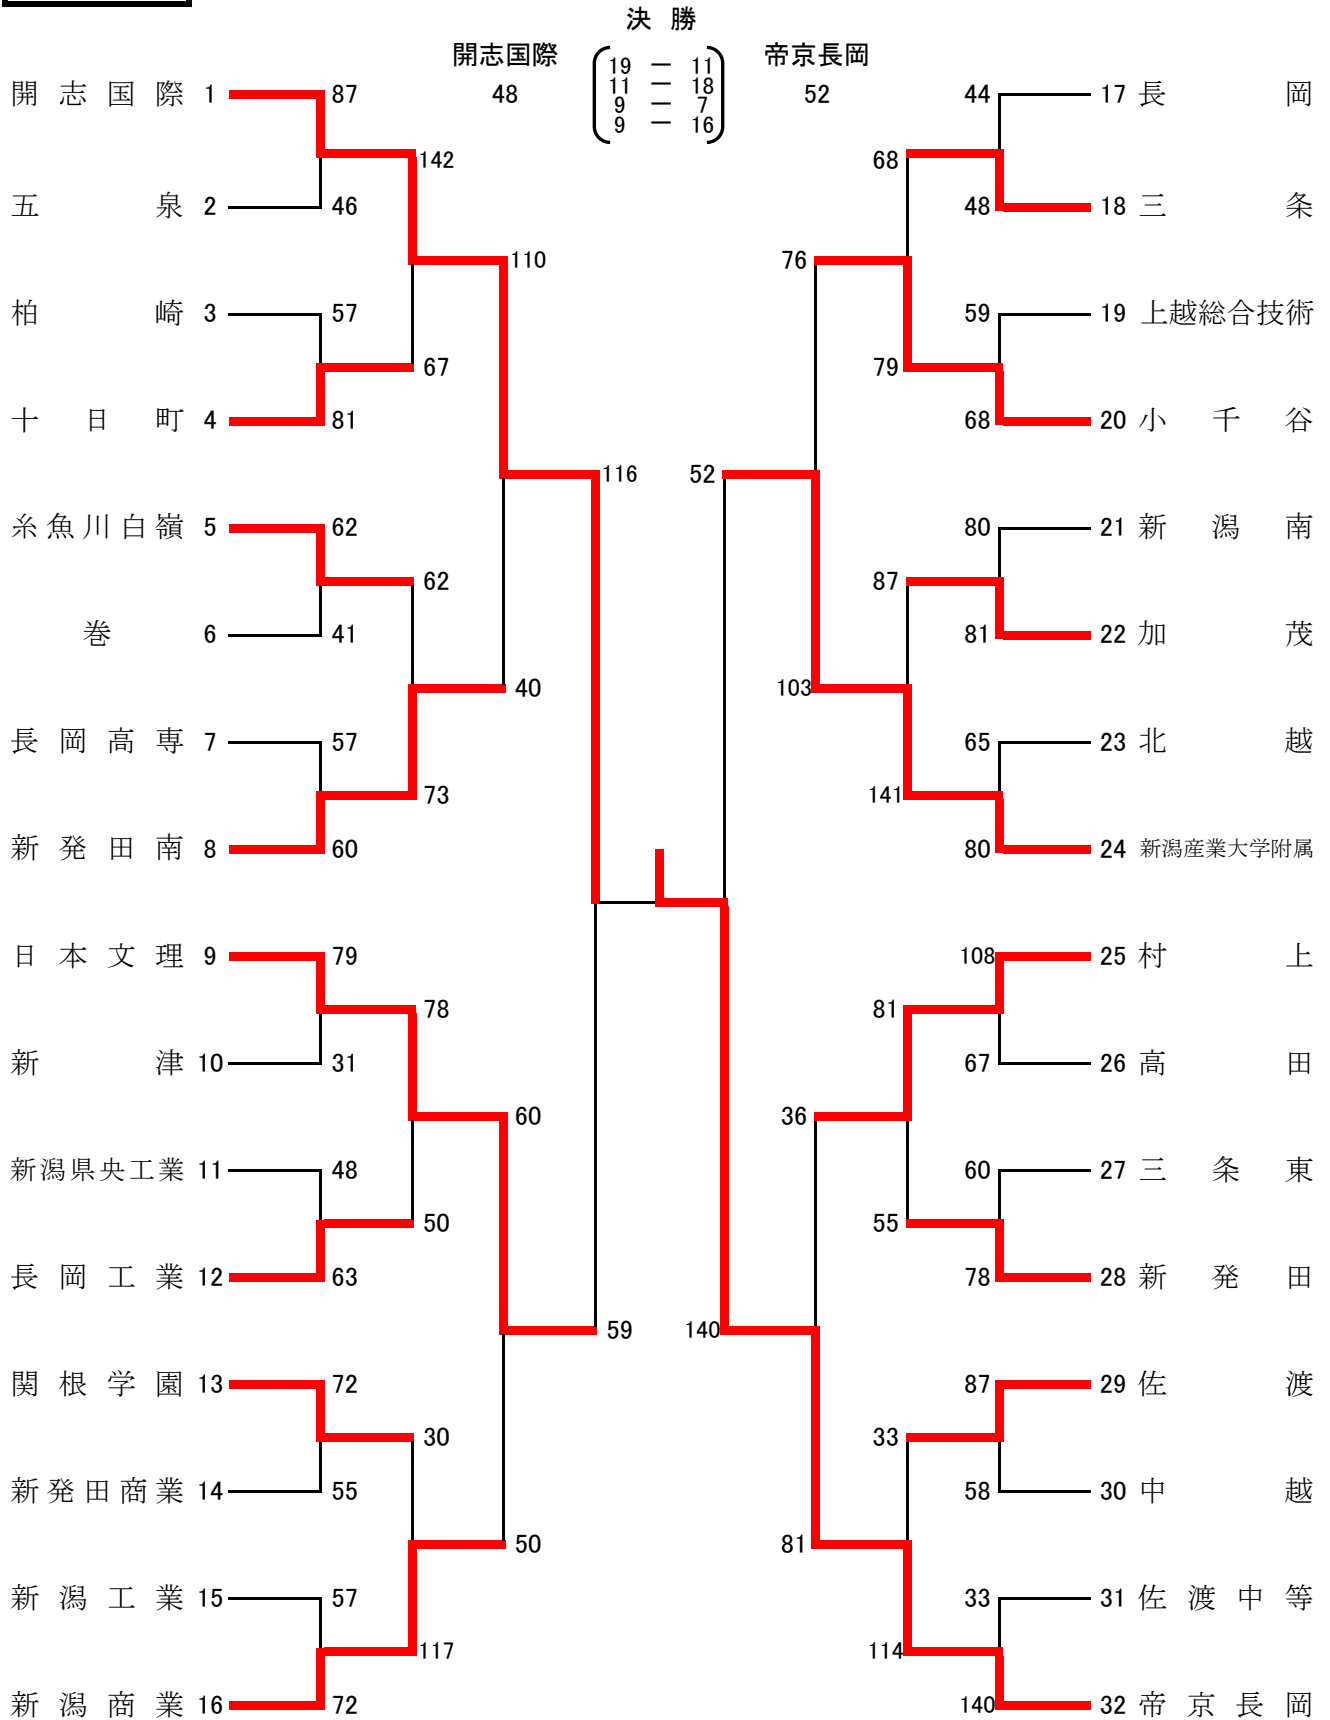 決 勝
開志国際 帝京長岡
48 52
19 ー 11
11 ー 18
9 ー 7
9 ー 16
開志国際 1 87
142
五泉 2 46
110
柏崎 3 57
67
十日町 4 81
116
糸魚川白嶺 5 62
62
巻 6 41
40
長岡高専 7 57
73
新発田南 8 60
日本文理 9 79
78
新津 10 31
60
新潟県央工業 11 48
50
長岡工業 12 63
59
関根学園 13 72
30
新発田商業 14 55
50
新潟工業 15 57
117
新潟商業 16 72
44 17 長岡
68
48 18 三条
76
59 19 上越総合技術
79
68 20 小千谷
52
80 21 新潟南
87
81 22 加茂
103
65 23 北越
141
80 24 新潟産業大学附属
108 25 村上
81
67 26 高田
36
60 27 三条東
55
78 28 新発田
140
87 29 佐渡
33
58 30 中越
81
33 31 佐渡中等
114
140 32 帝京長岡